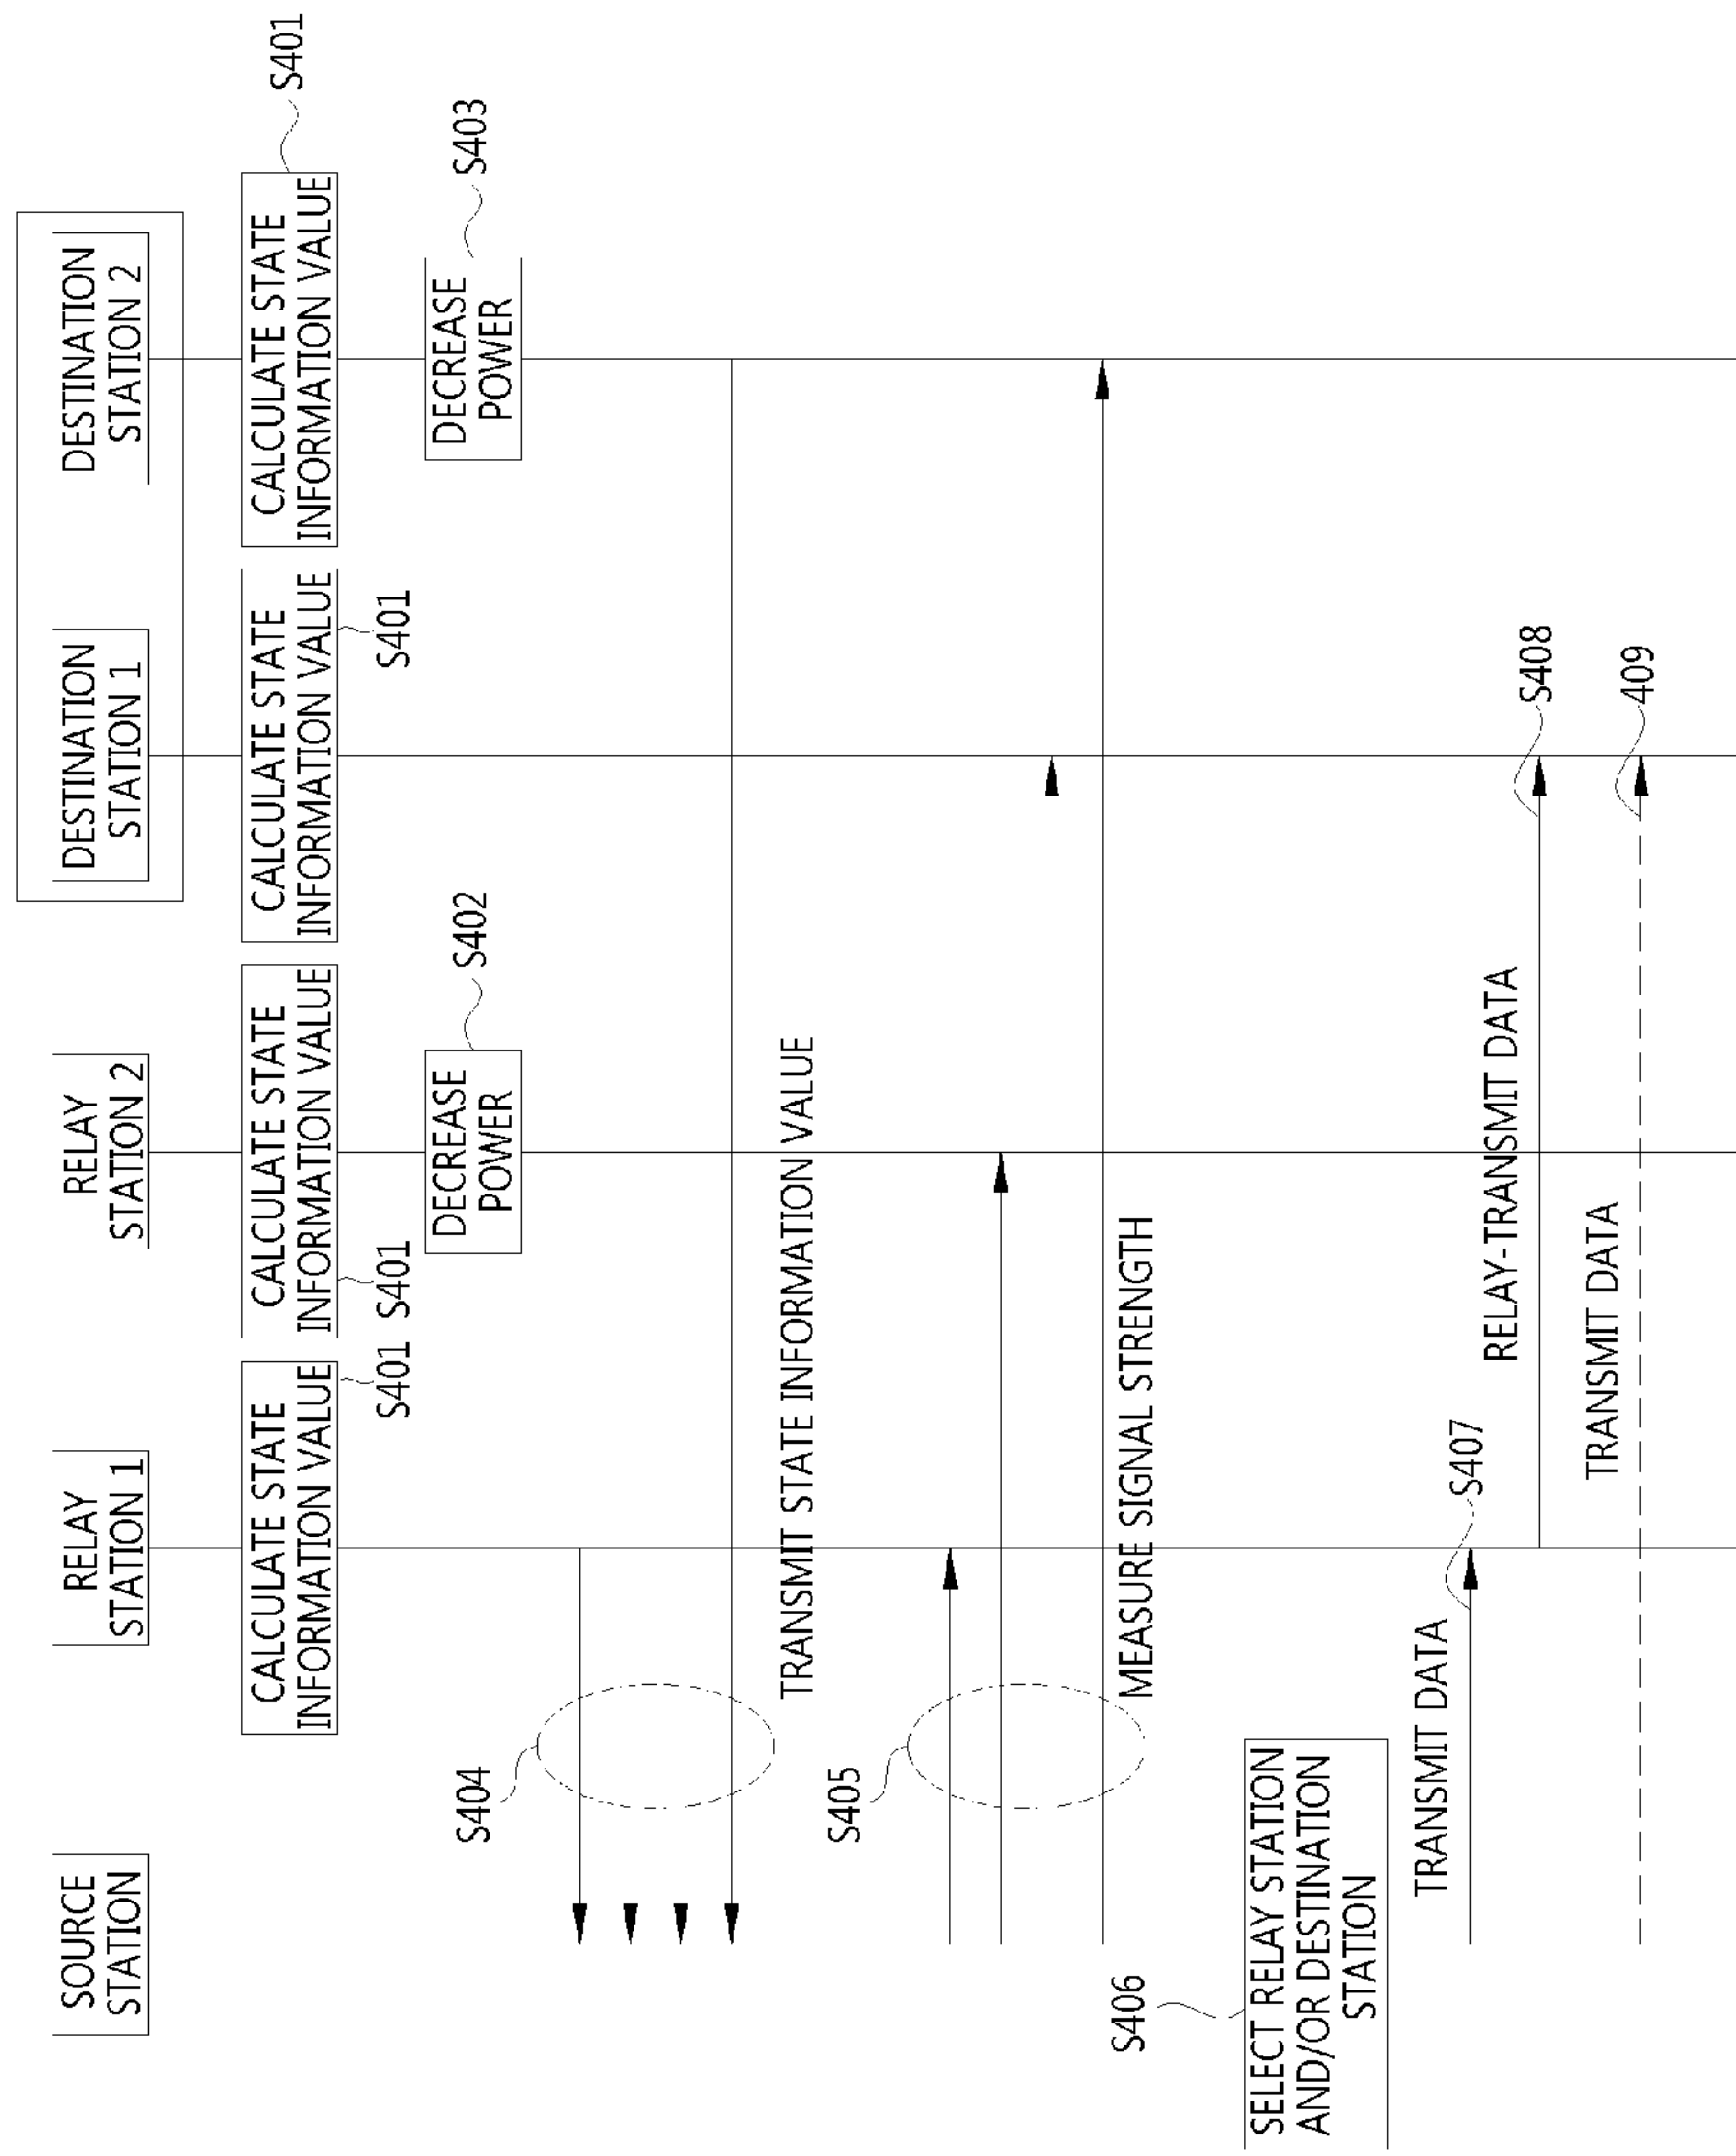 SOURCE
STATION
RELAY
STATION 1
RELAY
STATION 2
DESTINATION
STATION 1
DESTINATION
STATION 2
CALCULATE STATE
INFORMATION VALUE
S401
CALCULATE STATE
INFORMATION VALUE
S401
CALCULATE STATE
INFORMATION VALUE
S401
CALCULATE STATE
INFORMATION VALUE
S401
DECREASE
POWER
S402
DECREASE
POWER
S403
S404
TRANSMIT STATE INFORMATION VALUE
S405
MEASURE SIGNAL STRENGTH
S406
SELECT RELAY STATION
AND/OR DESTINATION
STATION
TRANSMIT DATA
S407
RELAY-TRANSMIT DATA
S408
TRANSMIT DATA
409